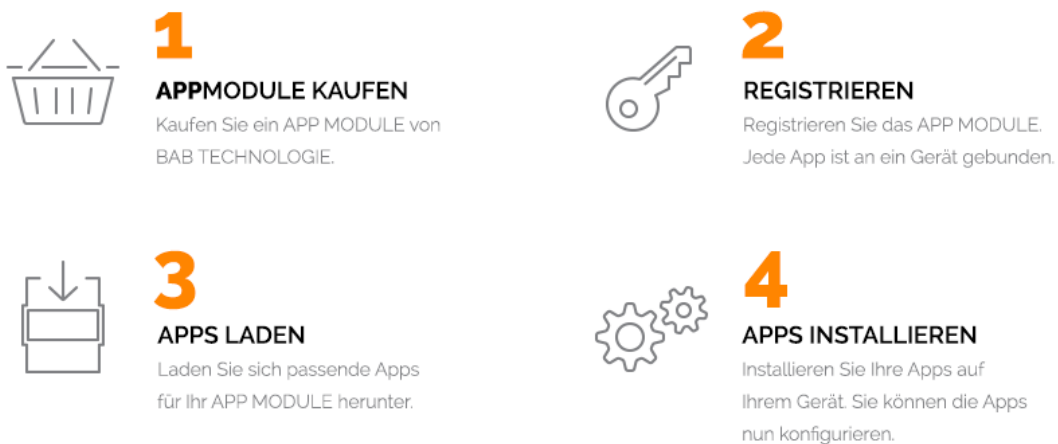 1
APPMODULE KAUFEN
Kaufen Sie ein APP MODULE von
BAB TECHNOLOGIE.
2
REGISTRIEREN
Registrieren Sie das APP MODULE.
Jede App ist an ein Gerät gebunden.
3
APPS LADEN
Laden Sie sich passende Apps
für Ihr APP MODULE herunter.
4
APPS INSTALLIEREN
Installieren Sie Ihre Apps auf
Ihrem Gerät. Sie können die Apps
nun konfigurieren.